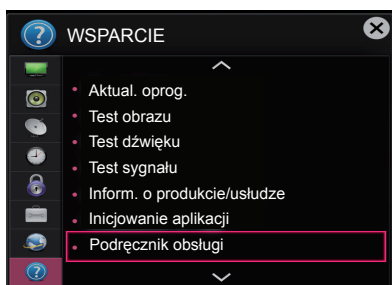 WSPARCIE
Aktual. oprog.
Test obrazu
Test dźwięku
Test sygnału
Inform. o produkcie/usłudze
Inicjowanie aplikacji
Podręcznik obsługi